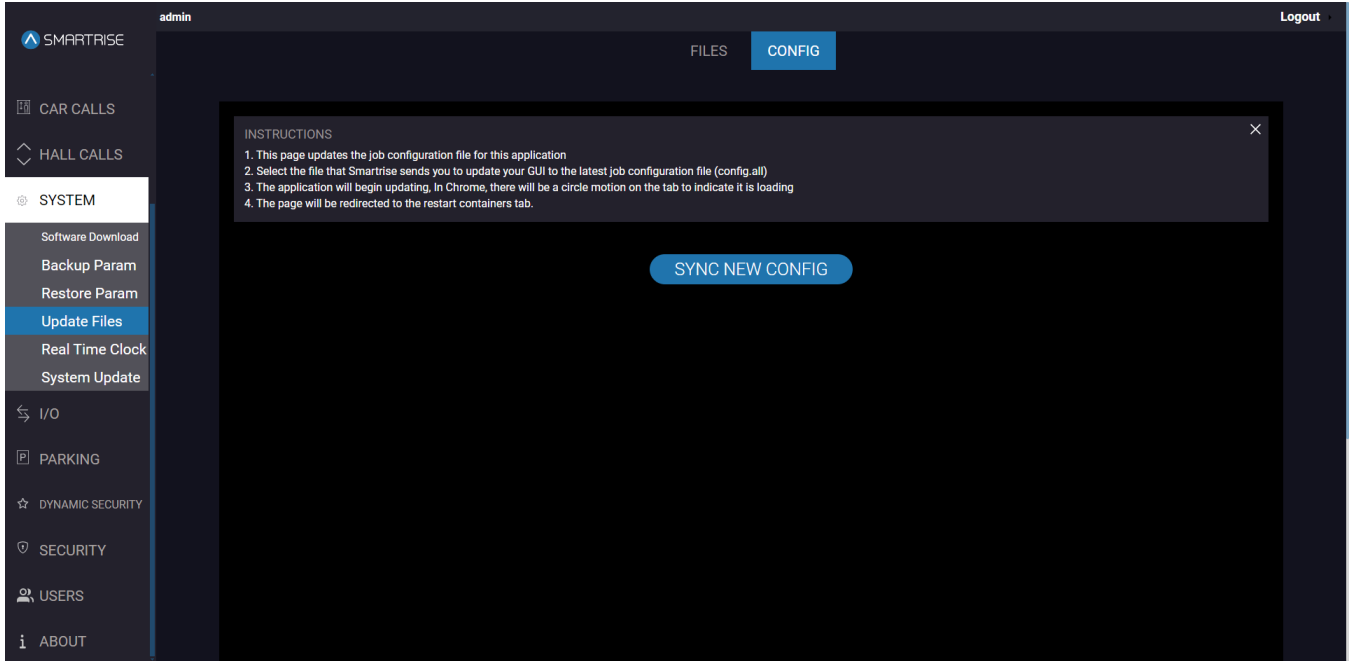 admin
Logout
SMARTRISE
FILES
CONFIG
CAR CALLS
HALL CALLS
SYSTEM
Software Download
Backup Param
Restore Param
Update Files
Real Time Clock
System Update
I/O
P PARKING
DYNAMIC SECURITY
SECURITY
USERS
i ABOUT
INSTRUCTIONS
1. This page updates the job configuration file for this application
2. Select the file that Smartrise sends you to update your GUI to the latest job configuration file (config.all)
3. The application will begin updating, In Chrome, there will be a circle motion on the tab to indicate it is loading
4. The page will be redirected to the restart containers tab.
SYNC NEW CONFIG